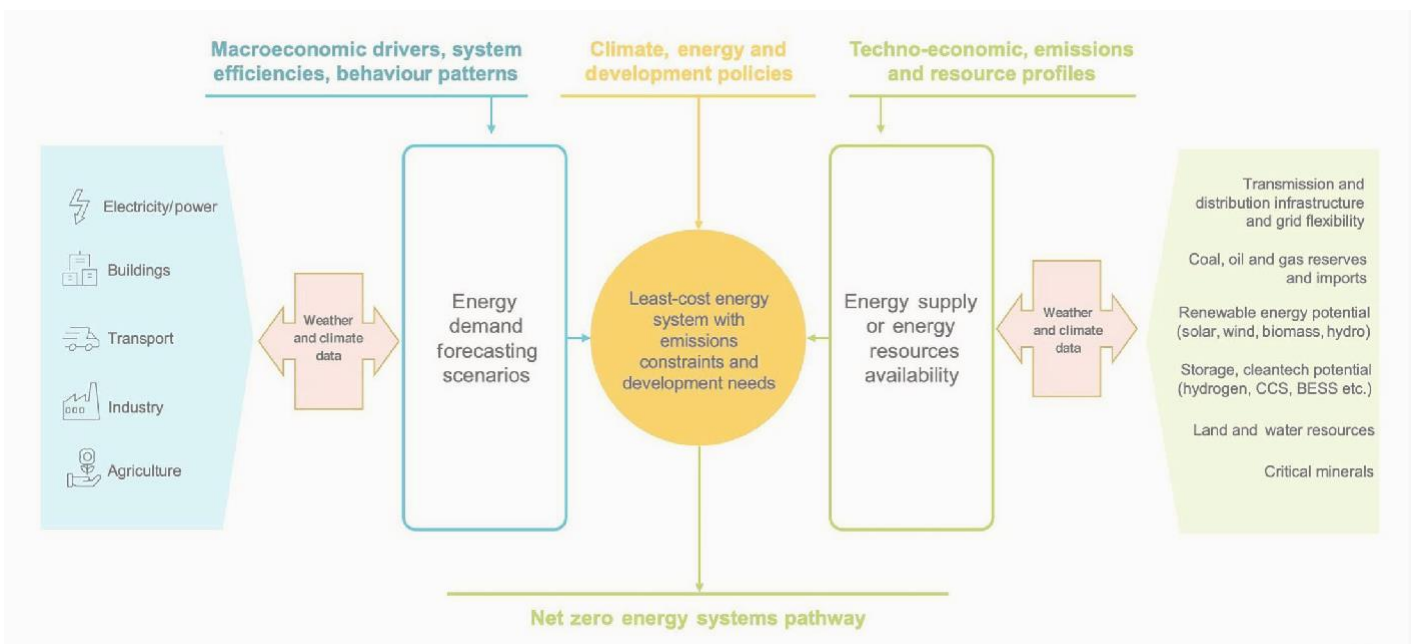 Macroeconomic drivers, system
efficiencies, behaviour patterns
Climate, energy and
development policies
Techno-economic, emissions
and resource profiles
Electricity/power
Buildings
Transport
Industry
Agriculture
Weather
and climate
data
Energy
demand
forecasting
scenarios
Least-cost energy
system with
emissions
constraints and
development needs
Energy supply
or energy
resources
availability
Weather
and climate
data
Transmission and
distribution infrastructure
and grid flexibility
Coal, oil and gas reserves
and imports
Renewable energy potential
(solar, wind, biomass, hydro)
Storage, cleantech potential
(hydrogen, CCS, BESS etc.)
Land and water resources
Critical minerals
Net zero energy systems pathway